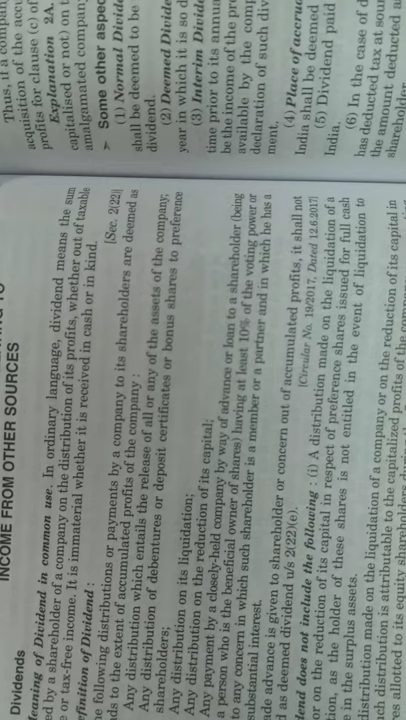 INCOME FROM OTHER SOURCES
Dividends
eaning of Dividend in common use. In ordinary language, dividend means the sum
ed by a shareholder of a company on the distribution of its profits, whether out of taxable
e or tax-free income. It is immaterial whether it is received in cash or in kind.
efinition of Dividend : [Sec. 2(22)]
he following distributions or payments by a company to its shareholders are deemed as
ds to the extent of accumulated profits of the company :
Any distribution which entails the release of all or any of the assets of the company;
Any distribution of debentures or deposit certificates or bonus shares to preference
shareholders;
Any distribution on its liquidation;
Any distribution on the reduction of its capital;
Any payment by a closely-held company by way of advance or loan to a shareholder (being
a person who is the beneficial owner of shares) having at least 10% of the voting power or
to any concern in which such shareholder is a member or a partner and in which he has a
substantial interest.
de advance is given to shareholder or concern out of accumulated profits, it shall not
d as deemed dividend u/s 2(22)(e). [Circular No. 19/2017, Dated 12.6.2017]
lend does not include the following : (i) A distribution made on the liquidation of a
or on the reduction of its capital in respect of preference shares issued for full cash
tion, as the holder of these shares is not entitled in the event of liquidation to
in the surplus assets.
distribution made on the liquidation of a company or on the reduction of its capital in
ch distribution is attributable to the capitalized profits of the company
es allotted to its equity shareholders
Thus, if a compan
acquisition of the accu
profits for clause (c) of
Explanation 2A.
capitalised or not) on t
amalgamated company
➢ Some other aspec
(1) Normal Divide
shall be deemed to be
dividend.
(2) Deemed Divide
year in which it is so d
(3) Interim Divide
time prior to its annua
be the income of the pre
available by the comp
declaration of such div
ment.
(4) Place of accru
India shall be deemed
(5) Dividend paid
India.
(6) In the case of d
has deducted tax at sour
the amount deducted a
shareholder